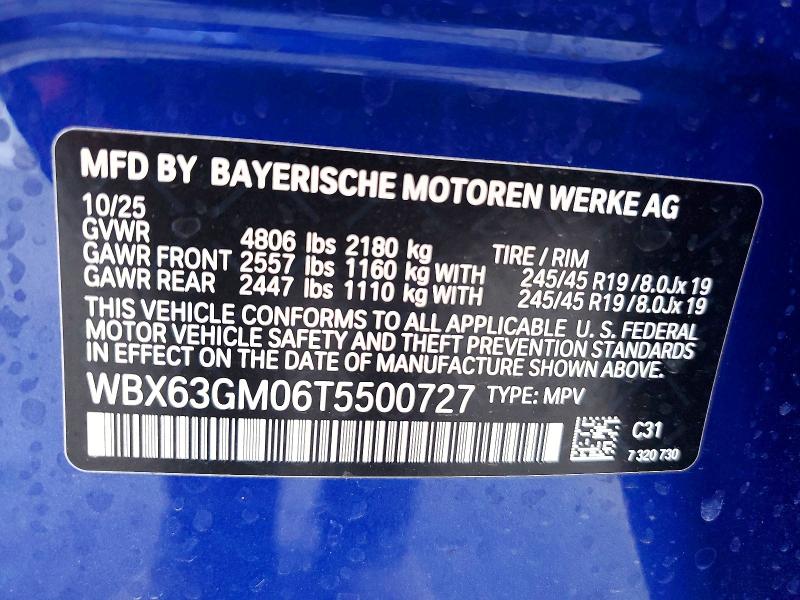 MFD BY BAYERISCHE MOTOREN WERKE AG
10/25
GVWR 4806 lbs 2180 kg TIRE / RIM
GAWR FRONT 2557 lbs 1160 kg WITH 245/45 R19 / 8.0Jx 19
GAWR REAR 2447 lbs 1110 kg WITH 245/45 R19 / 8.0Jx 19
THIS VEHICLE CONFORMS TO ALL APPLICABLE U. S. FEDERAL
MOTOR VEHICLE SAFETY AND THEFT PREVENTION STANDARDS
IN EFFECT ON THE DATE OF MANUFACTURE SHOWN ABOVE.
WBX63GM06T5500727 TYPE: MPV
C31
7 320 730